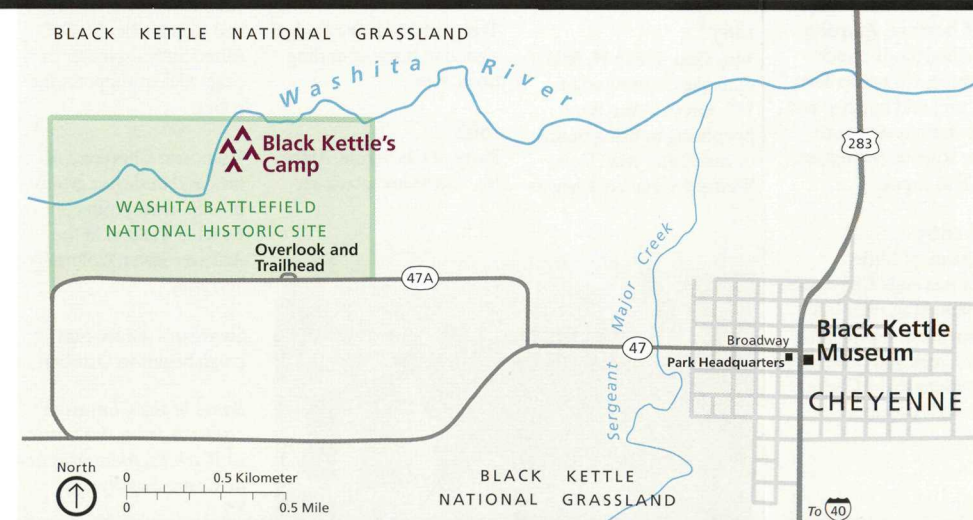 BLACK KETTLE NATIONAL GRASSLAND
Washita River
283
Black Kettle's
Camp
WASHITA BATTLEFIELD
NATIONAL HISTORIC SITE
Overlook and
Trailhead
47A
Sergeant Major Creek
47
Broadway
Park Headquarters
Black Kettle
Museum
CHEYENNE
North
0 0.5 Kilometer
0 0.5 Mile
BLACK KETTLE
NATIONAL GRASSLAND
To 40